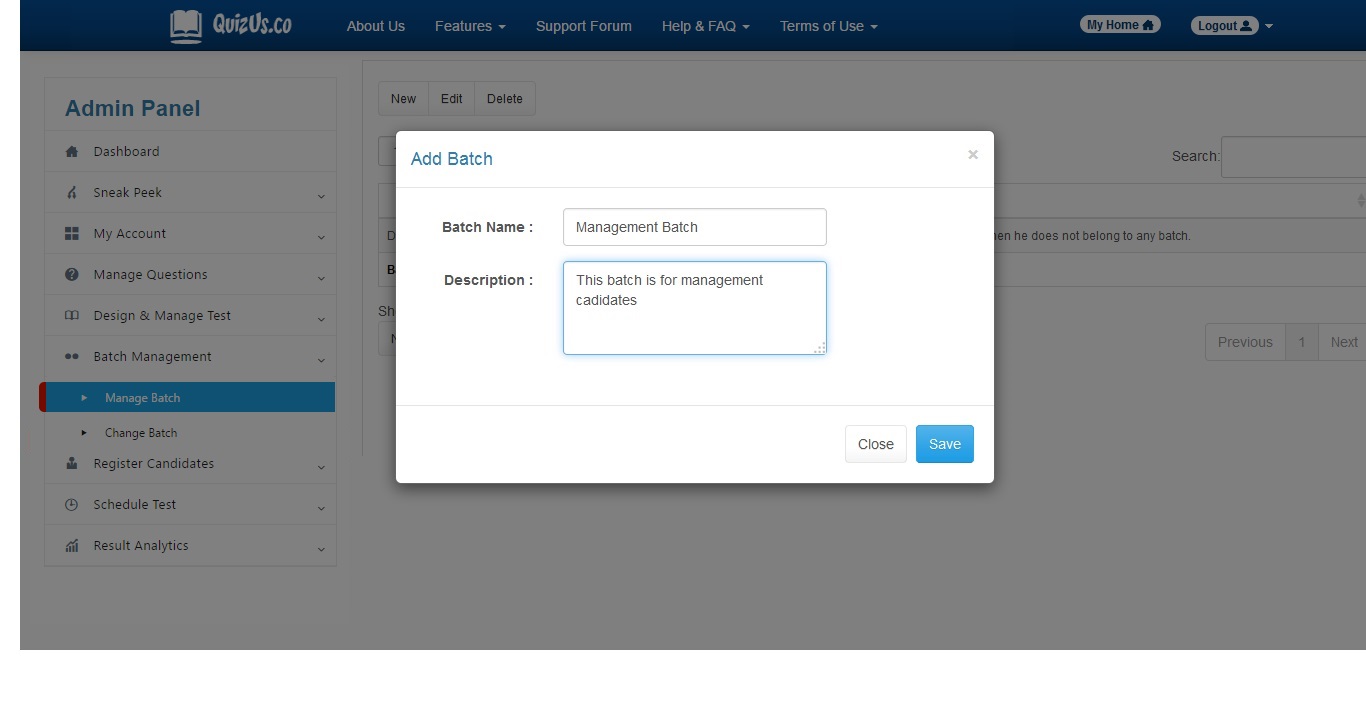 QuizUs.co
About Us Features Support Forum Help & FAQ Terms of Use My Home Logout
Admin Panel
Dashboard
Sneak Peek
My Account
Manage Questions
Design & Manage Test
Batch Management
Manage Batch
Change Batch
Register Candidates
Schedule Test
Result Analytics
New Edit Delete
Search:
Add Batch ×
Batch Name : Management Batch
Description : This batch is for management
cadidates
Close Save
he does not belong to any batch.
Previous 1 Next